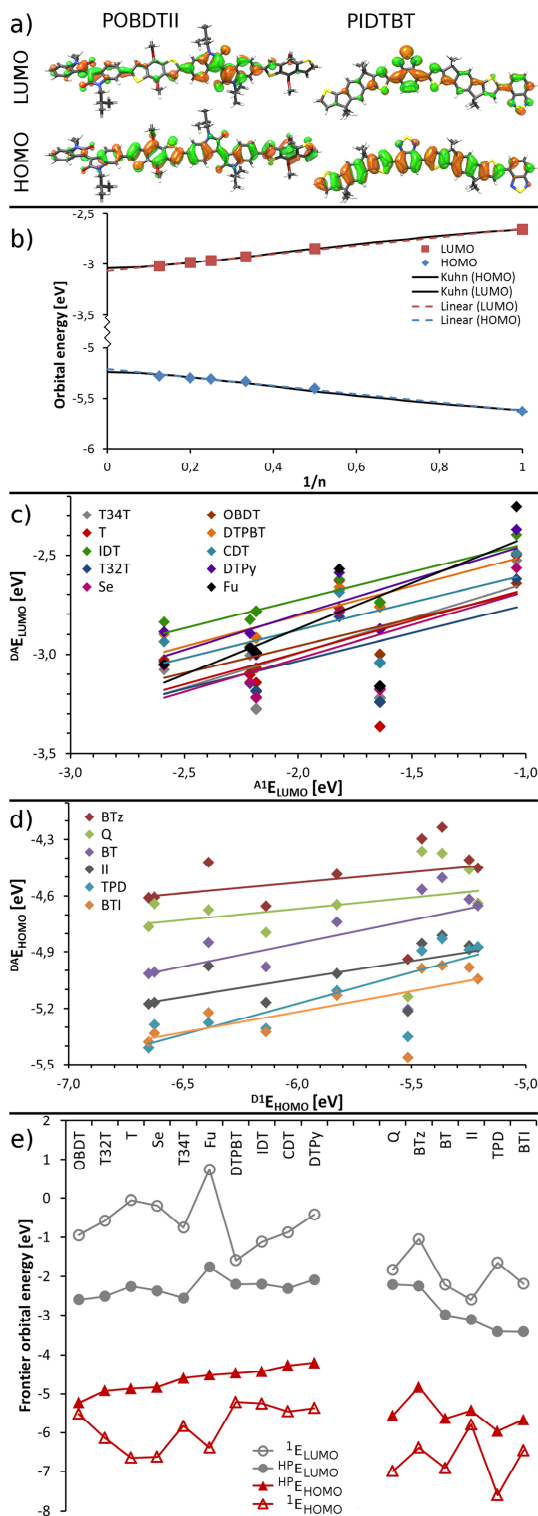 a)
POBDTII
PIDTBT
LUMO
HOMO
b)
Orbital energy [eV]
-2,5
-3
-3,5
-5
-5,5
-6
0
0,2
0,4
0,6
0,8
1
1/n
LUMO
HOMO
Kuhn (HOMO)
Kuhn (LUMO)
Linear (LUMO)
Linear (HOMO)
c)
T34T
T
IDT
T32T
Se
OBDT
DTPBT
CDT
DTPy
Fu
DAE_LUMO [eV]
-2,0
-2,5
-3,0
-3,5
-3,0
-2,5
-2,0
-1,5
-1,0
A1E_LUMO [eV]
d)
BTz
Q
BT
II
TPD
BTI
DAE_HOMO [eV]
-4,3
-4,6
-4,9
-5,2
-5,5
-7,0
-6,5
-6,0
-5,5
-5,0
D1E_HOMO [eV]
e)
Frontier orbital energy [eV]
2
1
0
-1
-2
-3
-4
-5
-6
-7
-8
OBDT
T32T
T
Se
T34T
Fu
DTPBT
IDT
CDT
DTPy
Q
BTz
BT
II
TPD
BTI
1E_LUMO
HPE_LUMO
HPE_HOMO
1E_HOMO